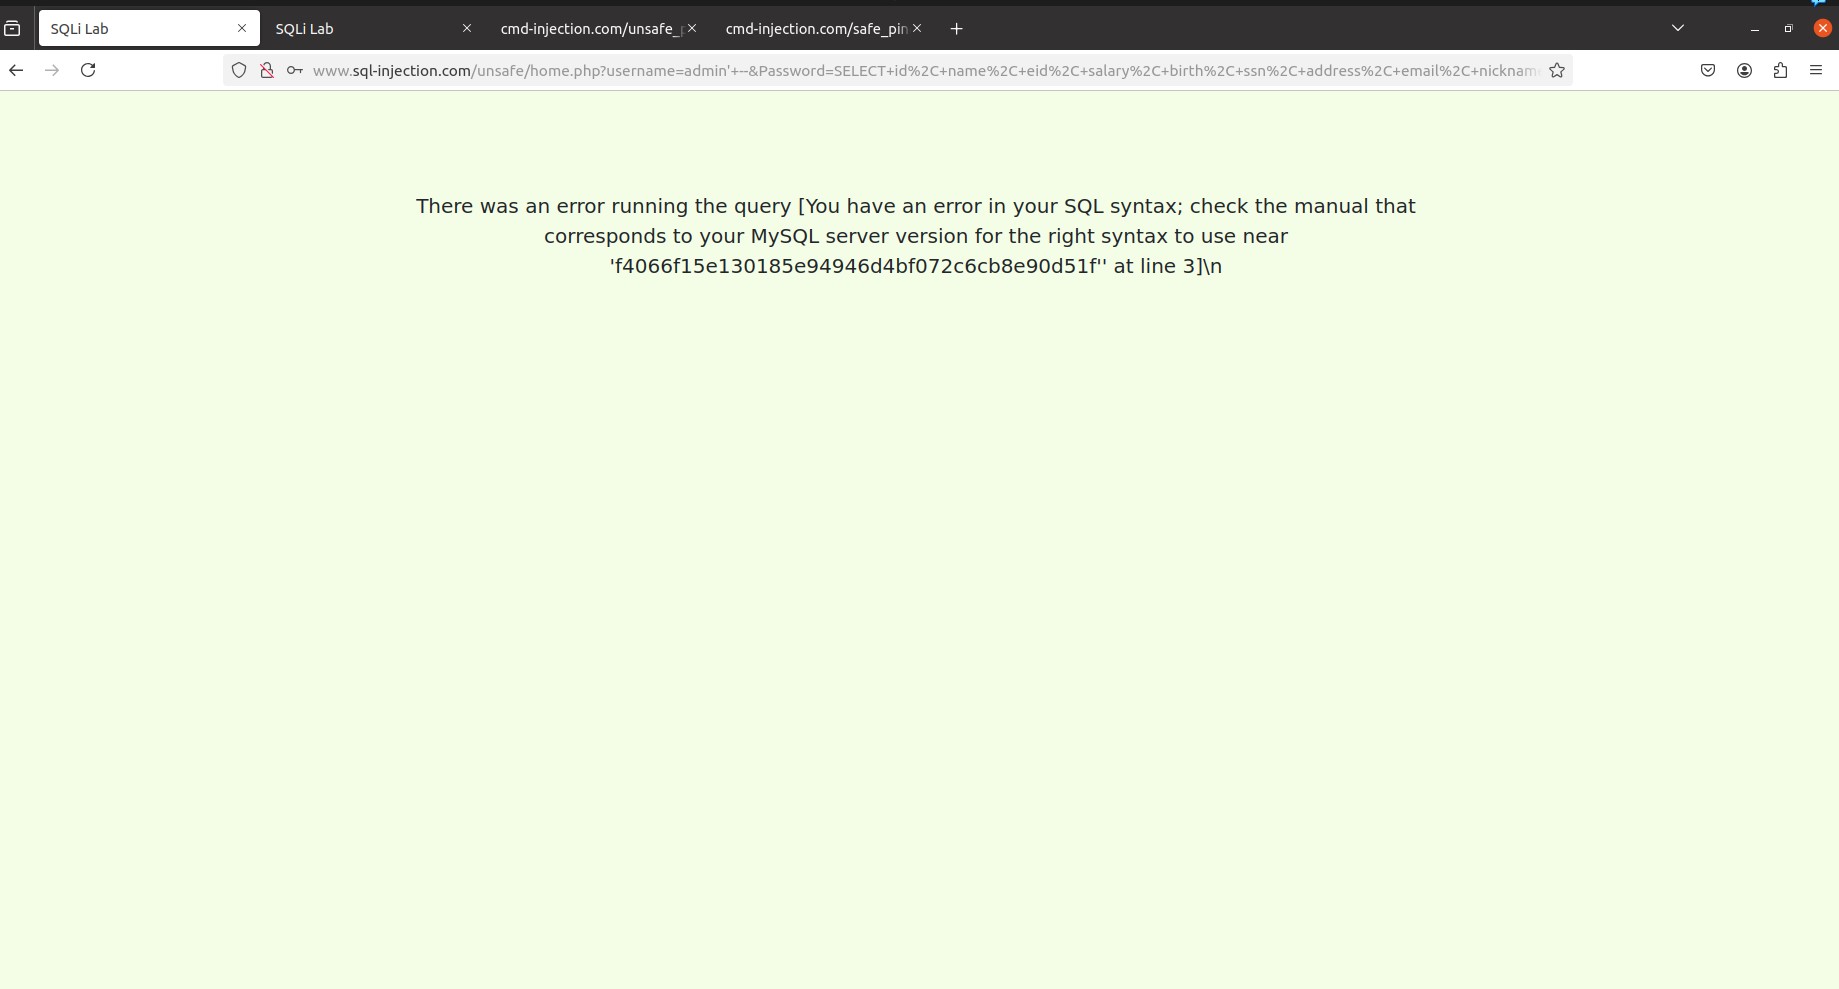 SQLi Lab
SQLi Lab
cmd-injection.com/unsafe_p
cmd-injection.com/safe_pin
www.sql-injection.com/unsafe/home.php?username=admin'+--&Password=SELECT+id%2C+name%2C+eid%2C+salary%2C+birth%2C+ssn%2C+address%2C+email%2C+nickname
There was an error running the query [You have an error in your SQL syntax; check the manual that
corresponds to your MySQL server version for the right syntax to use near
'f4066f15e130185e94946d4bf072c6cb8e90d51f'' at line 3]\n